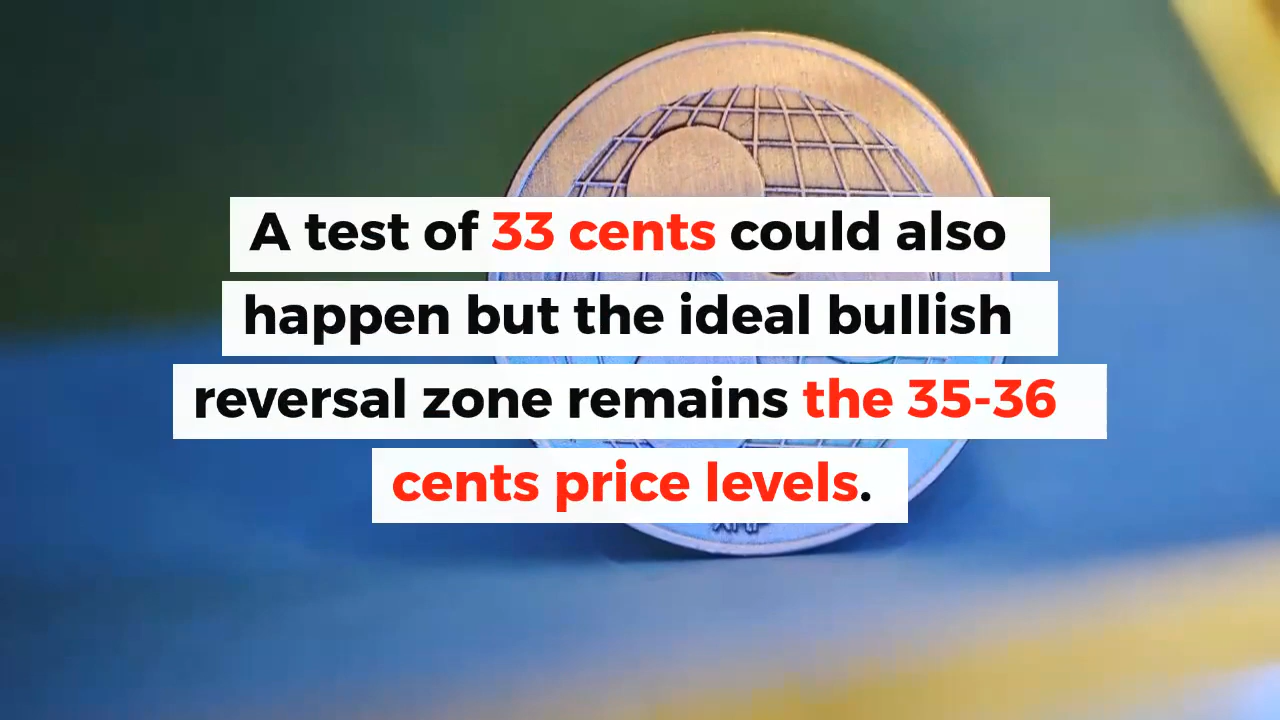 A test of 33 cents could also
happen but the ideal bullish
reversal zone remains the 35-36
cents price levels.